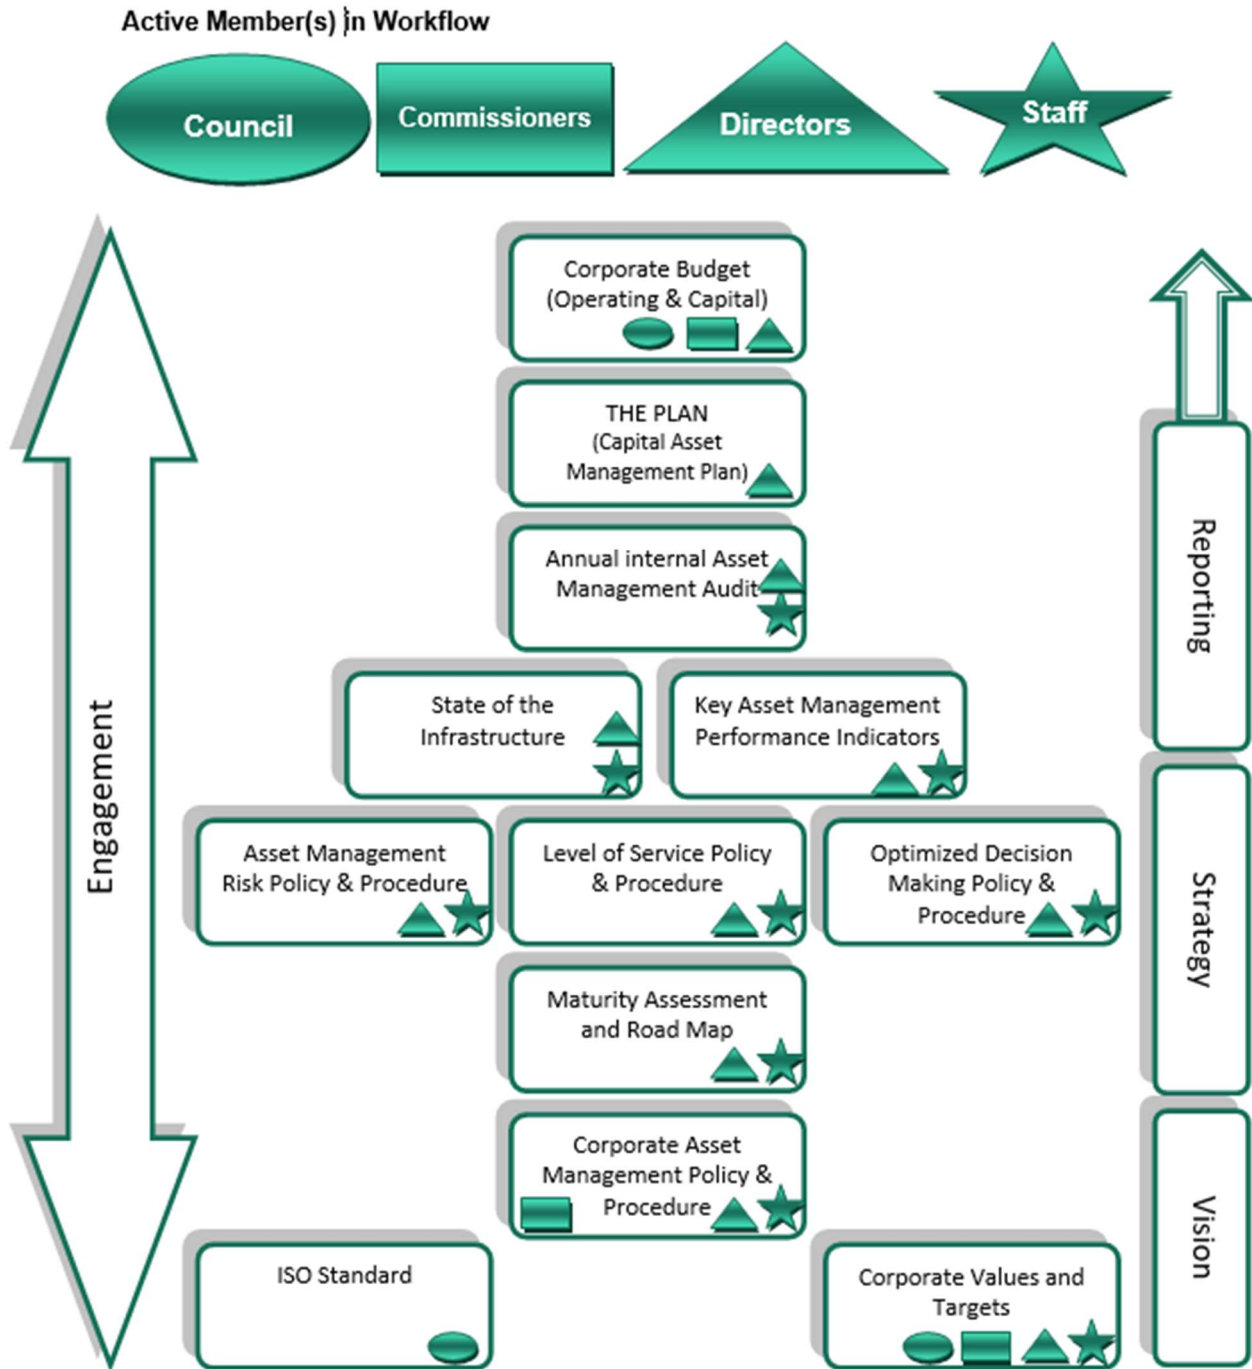 Active Member(s) in Workflow
Council
Commissioners
Directors
Staff
Corporate Budget
(Operating & Capital)
THE PLAN
(Capital Asset
Management Plan)
Annual internal Asset
Management Audit
State of the
Infrastructure
Key Asset Management
Performance Indicators
Asset Management
Risk Policy & Procedure
Level of Service Policy
& Procedure
Optimized Decision
Making Policy &
Procedure
Maturity Assessment
and Road Map
Corporate Asset
Management Policy &
Procedure
ISO Standard
Corporate Values and
Targets
Engagement
Reporting
Strategy
Vision